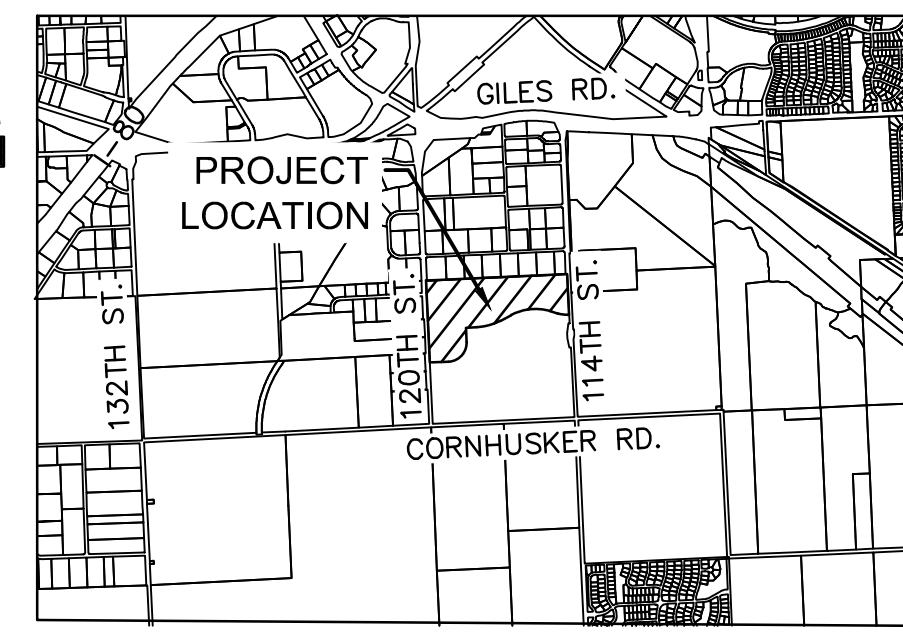 GILES RD.
I-80
PROJECT
LOCATION
132TH ST.
120TH ST.
114TH ST.
CORNHUSKER RD.